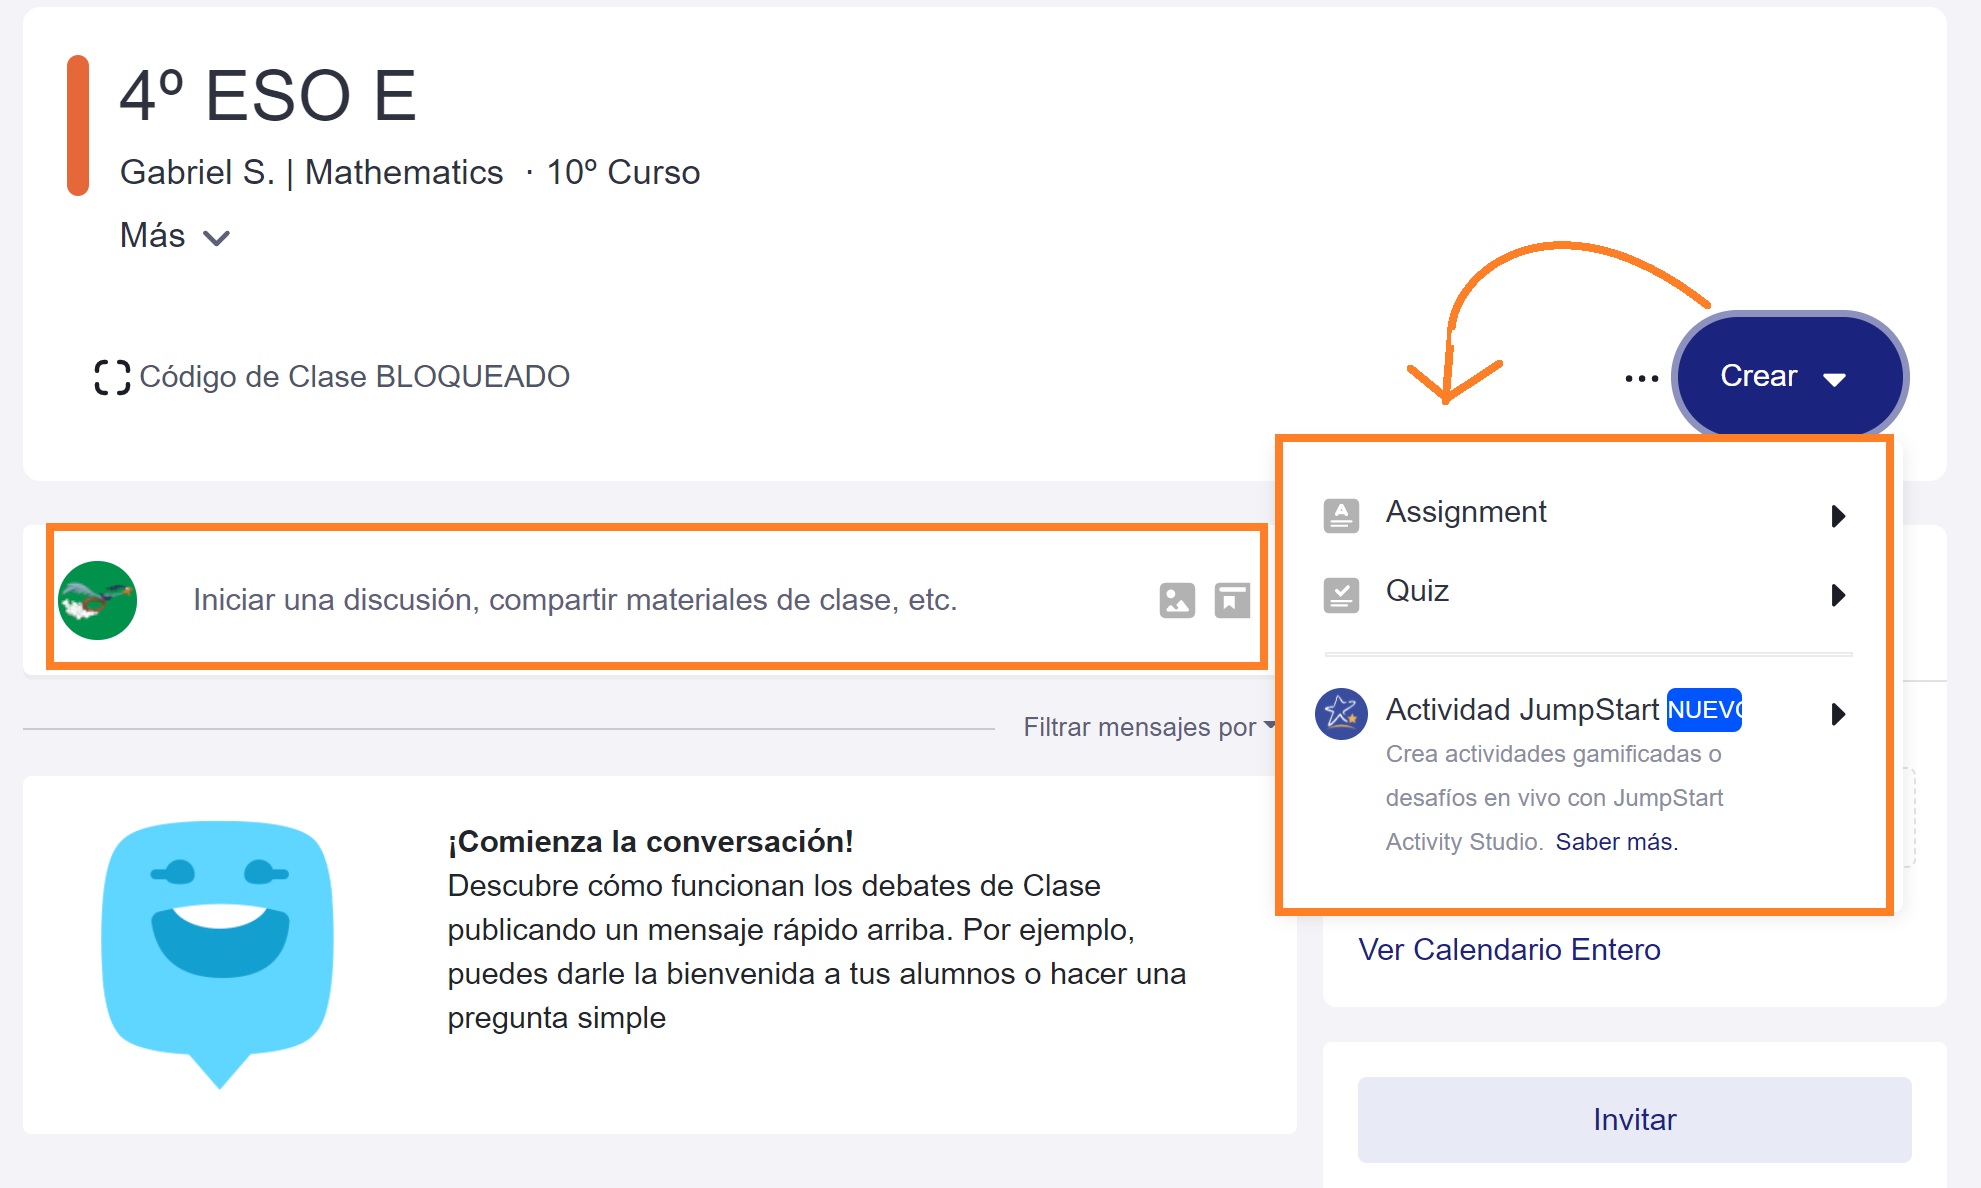 4º ESO E
Gabriel S. | Mathematics · 10º Curso
Más
Código de Clase BLOQUEADO
... Crear
Iniciar una discusión, compartir materiales de clase, etc.
Filtrar mensajes por
Assignment
Quiz
Actividad JumpStart
Crea actividades gamificadas o
desafíos en vivo con JumpStart
Activity Studio. Saber más.
¡Comienza la conversación!
Descubre cómo funcionan los debates de Clase
publicando un mensaje rápido arriba. Por ejemplo,
puedes darle la bienvenida a tus alumnos o hacer una
pregunta simple
Ver Calendario Entero
Invitar